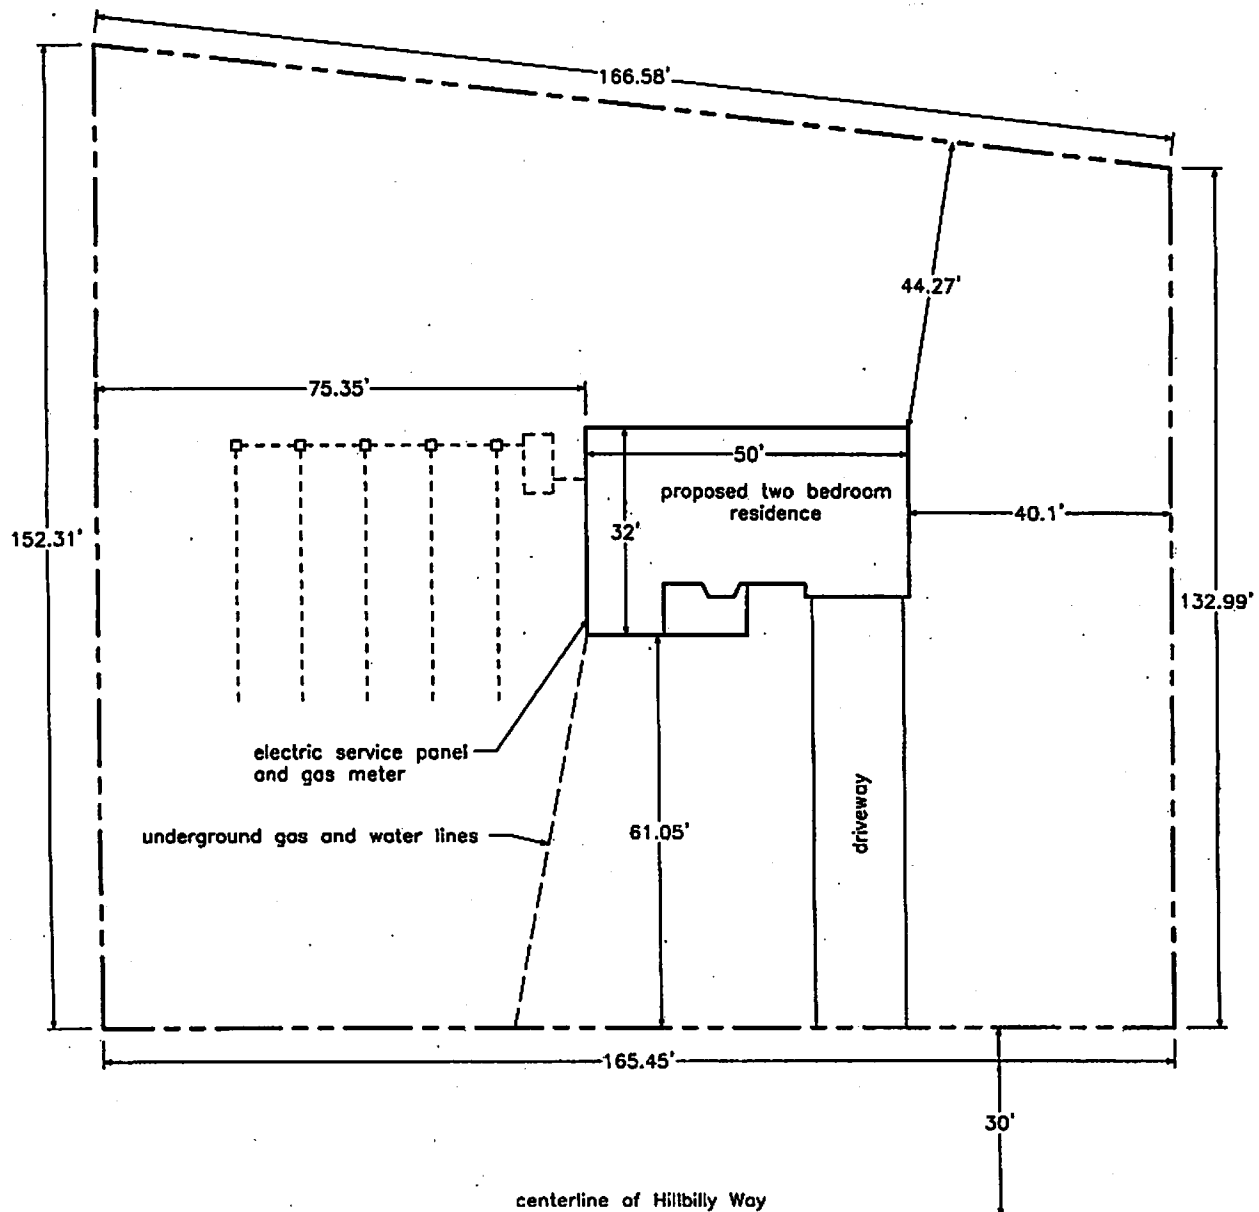 166.58'
44.27'
75.35'
50'
proposed two bedroom
residence
32'
40.1'
152.31'
132.99'
electric service panel
and gas meter
underground gas and water lines
61.05'
driveway
165.45'
30'
centerline of Hillbilly Way